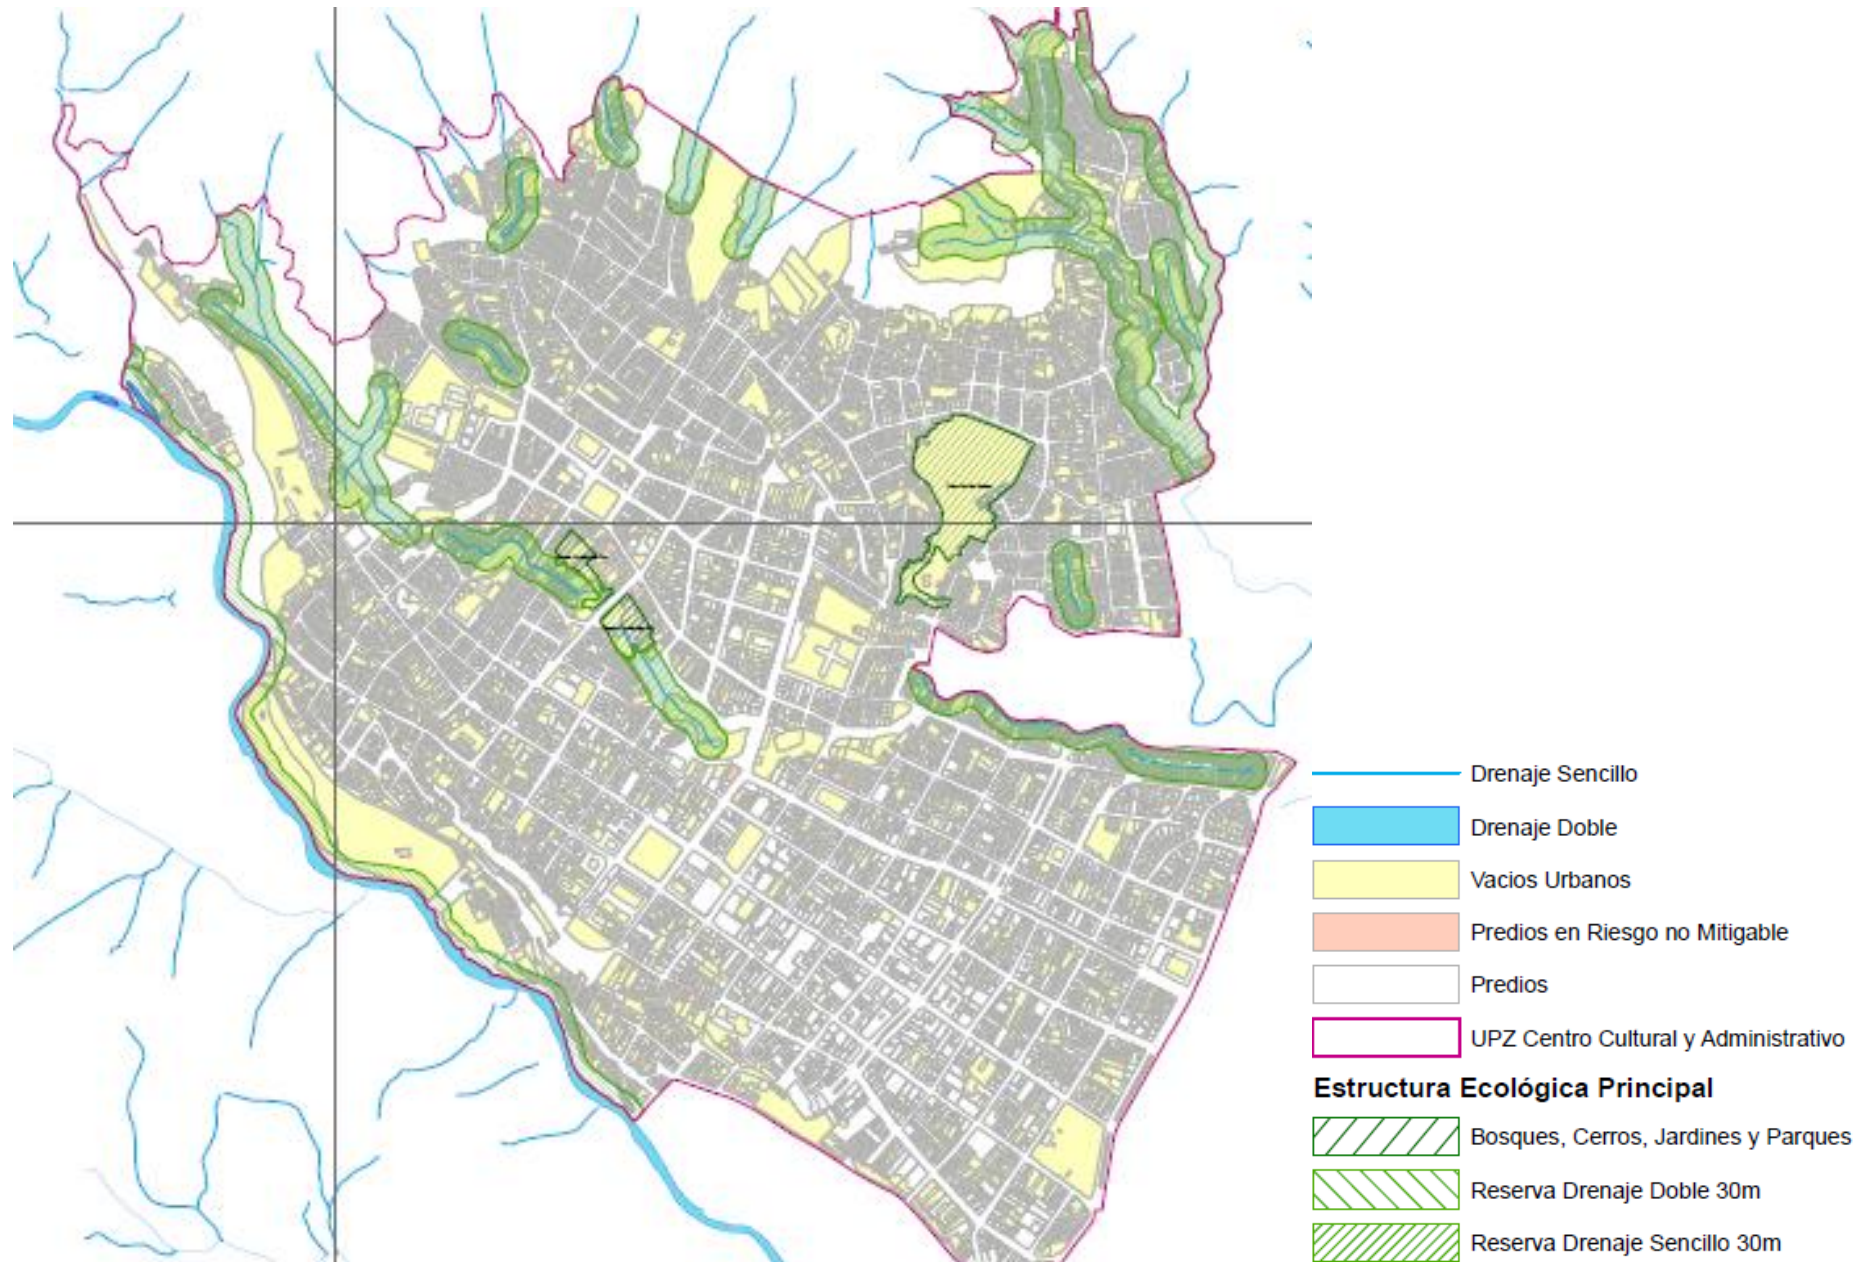 Drenaje Sencillo
Drenaje Doble
Vacios Urbanos
Predios en Riesgo no Mitigable
Predios
UPZ Centro Cultural y Administrativo
Estructura Ecológica Principal
Bosques, Cerros, Jardines y Parques
Reserva Drenaje Doble 30m
Reserva Drenaje Sencillo 30m